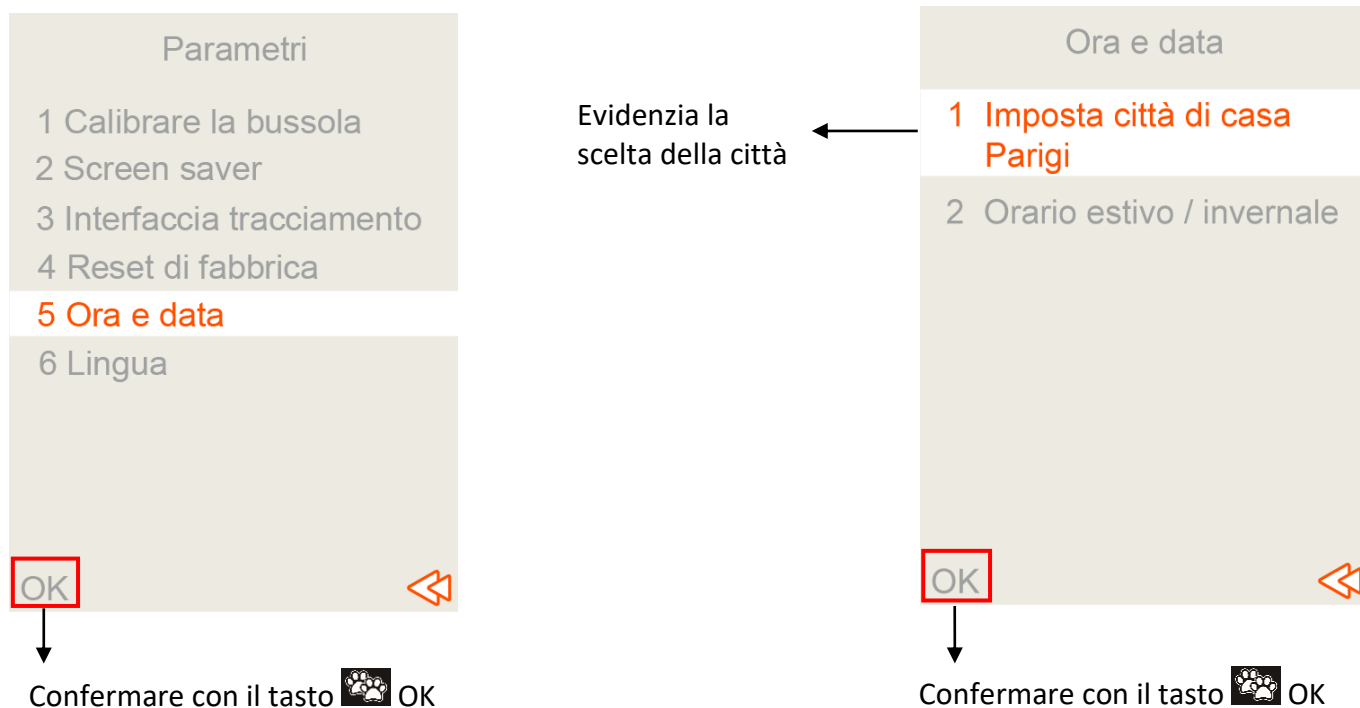 Parametri
1 Calibrare la bussola
2 Screen saver
3 Interfaccia tracciamento
4 Reset di fabbrica
5 Ora e data
6 Lingua
OK
Confermare con il tasto OK
Evidenzia la
scelta della città
Ora e data
1 Imposta città di casa
Parigi
2 Orario estivo / invernale
OK
Confermare con il tasto OK